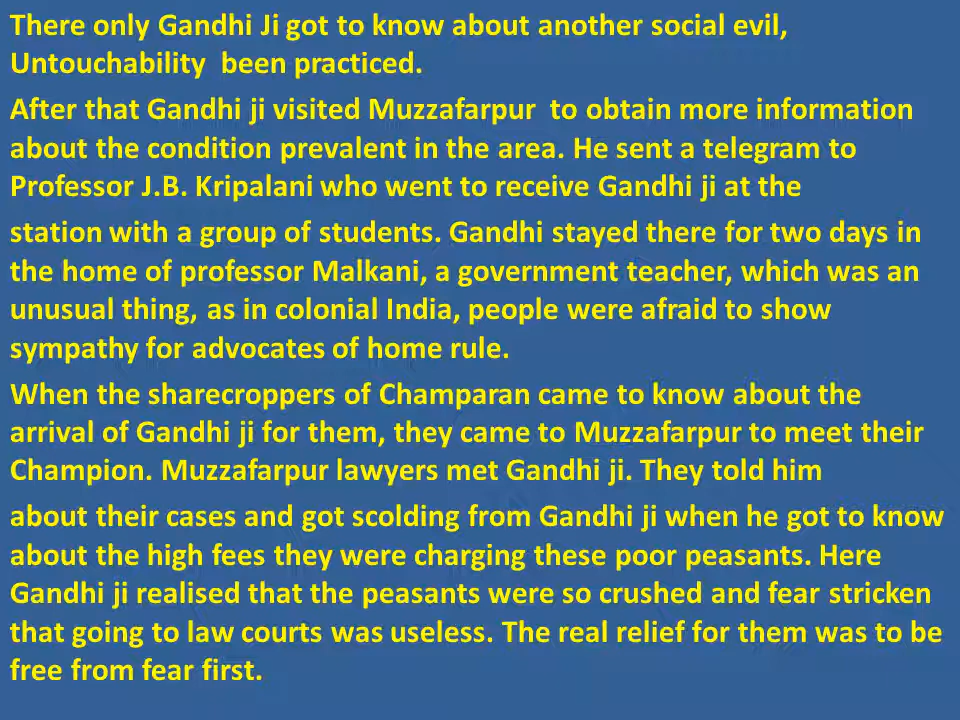 There only Gandhi Ji got to know about another social evil,
Untouchability  been practiced.
After that Gandhi ji visited Muzzafarpur  to obtain more information
about the condition prevalent in the area. He sent a telegram to
Professor J.B. Kripalani who went to receive Gandhi ji at the
station with a group of students. Gandhi stayed there for two days in
the home of professor Malkani, a government teacher, which was an
unusual thing, as in colonial India, people were afraid to show
sympathy for advocates of home rule.
When the sharecroppers of Champaran came to know about the
arrival of Gandhi ji for them, they came to Muzzafarpur to meet their
Champion. Muzzafarpur lawyers met Gandhi ji. They told him
about their cases and got scolding from Gandhi ji when he got to know
about the high fees they were charging these poor peasants. Here
Gandhi ji realised that the peasants were so crushed and fear stricken
that going to law courts was useless. The real relief for them was to be
free from fear first.